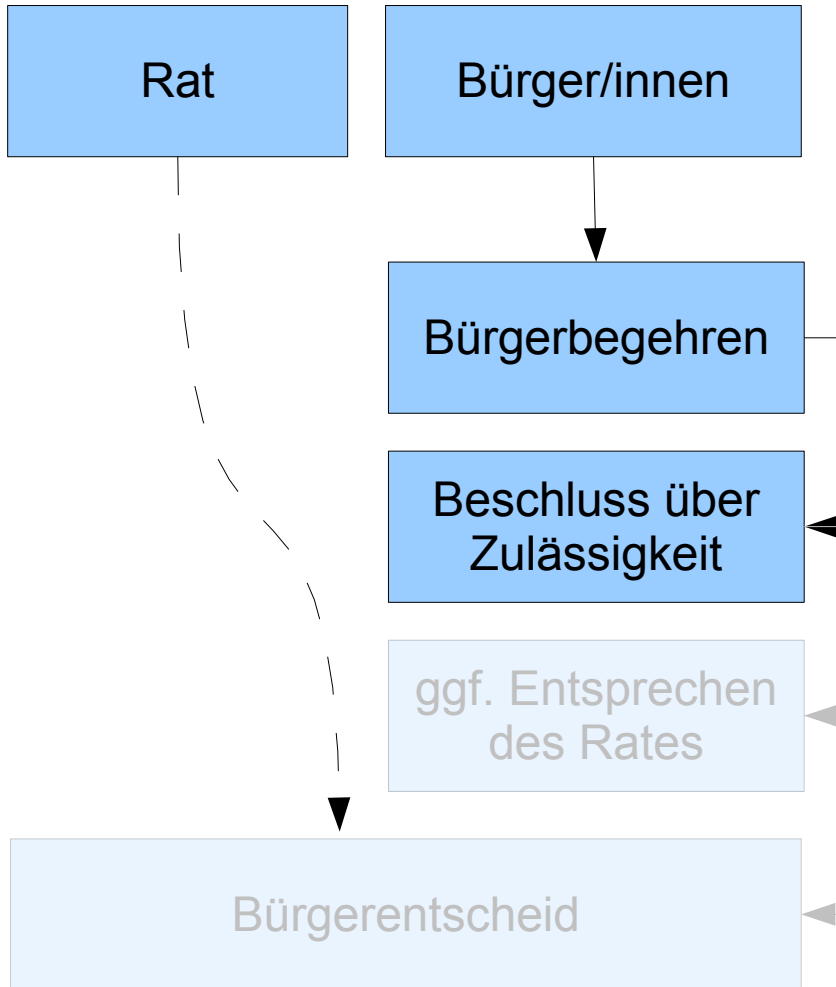 Rat
Bürger/innen
Bürgerbegehren
Beschluss über
Zulässigkeit
ggf. Entsprechen
des Rates
Bürgerentscheid